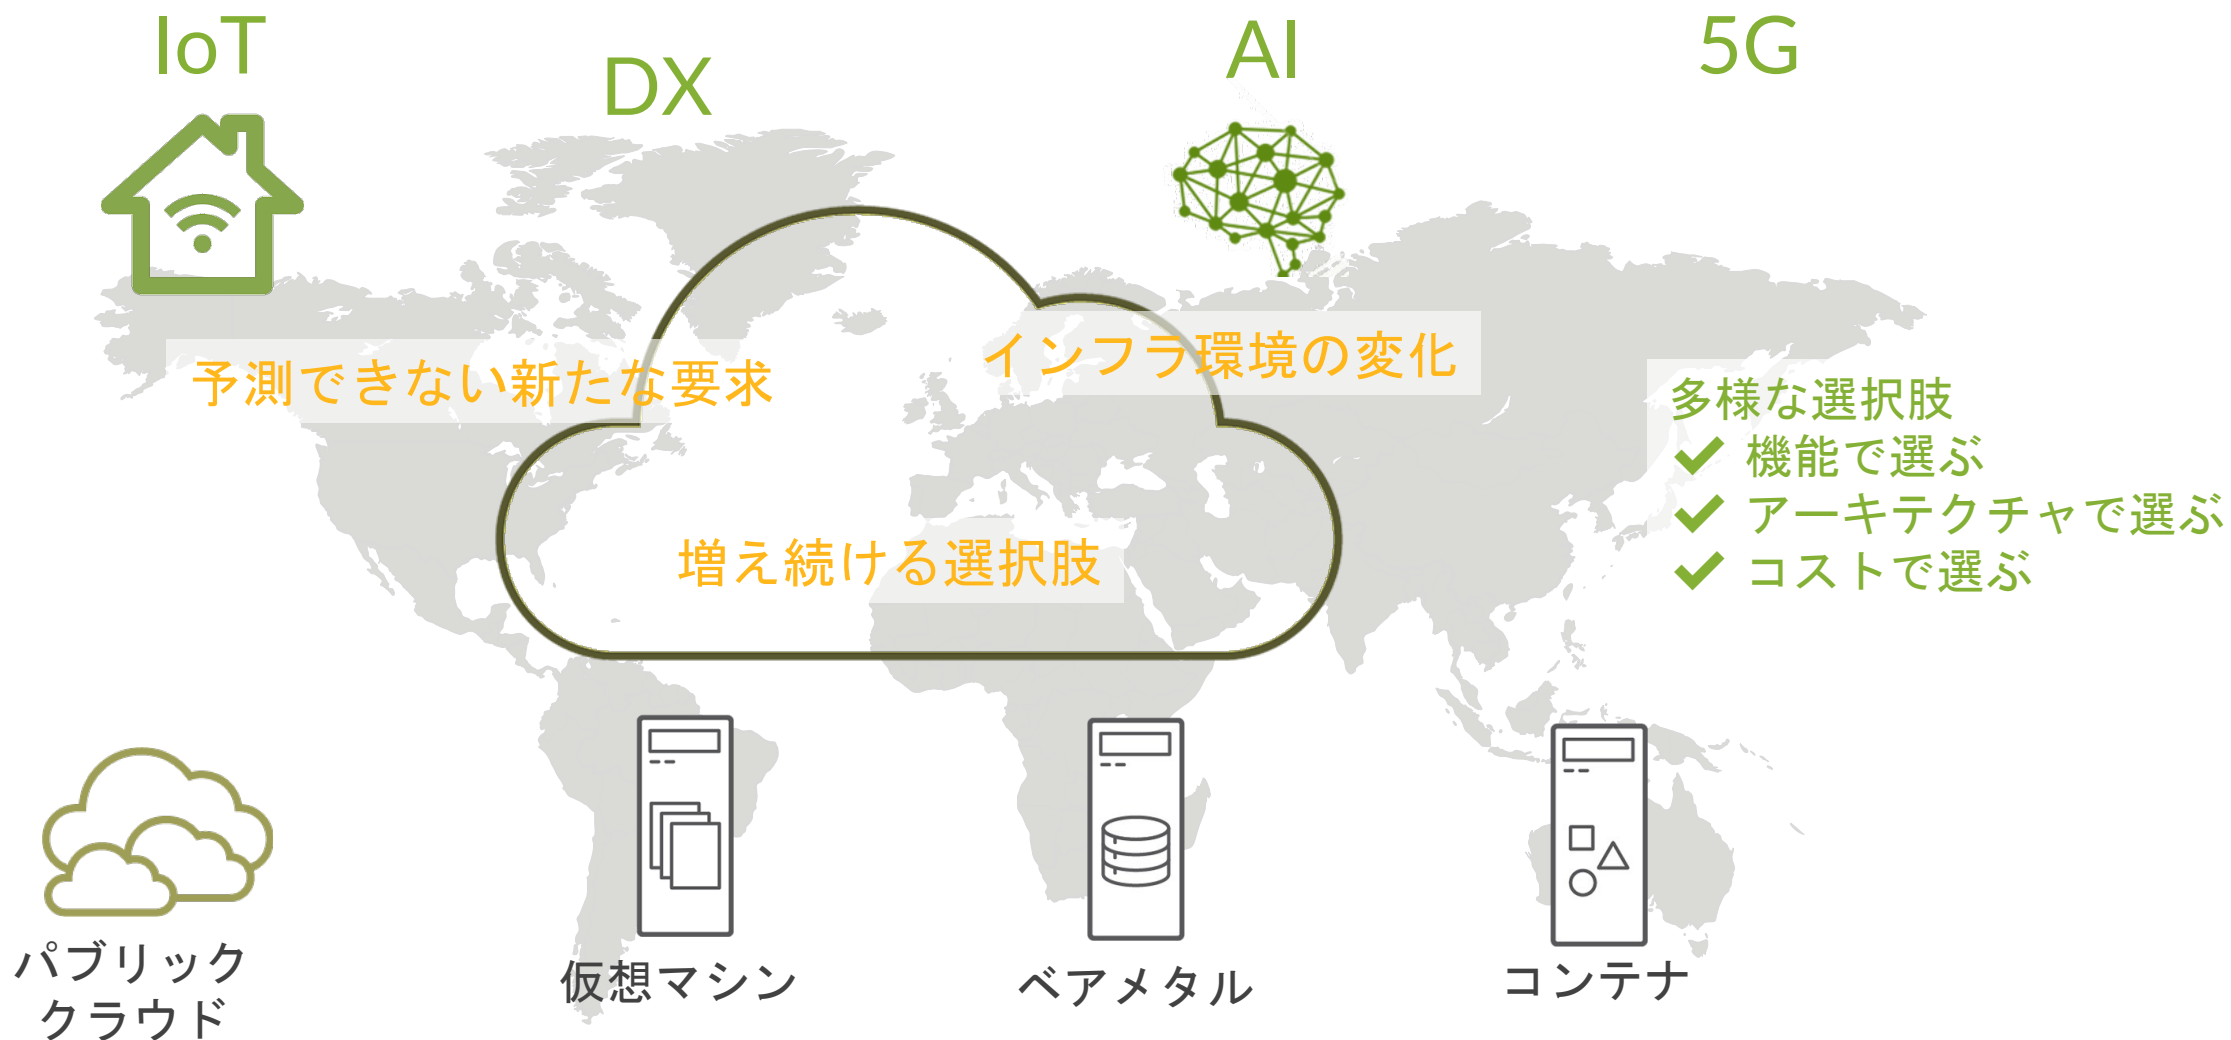 IoT
DX
AI
5G
予測できない新たな要求
インフラ環境の変化
多様な選択肢
機能で選ぶ
アーキテクチャで選ぶ
コストで選ぶ
増え続ける選択肢
パブリック
クラウド
仮想マシン
ベアメタル
コンテナ